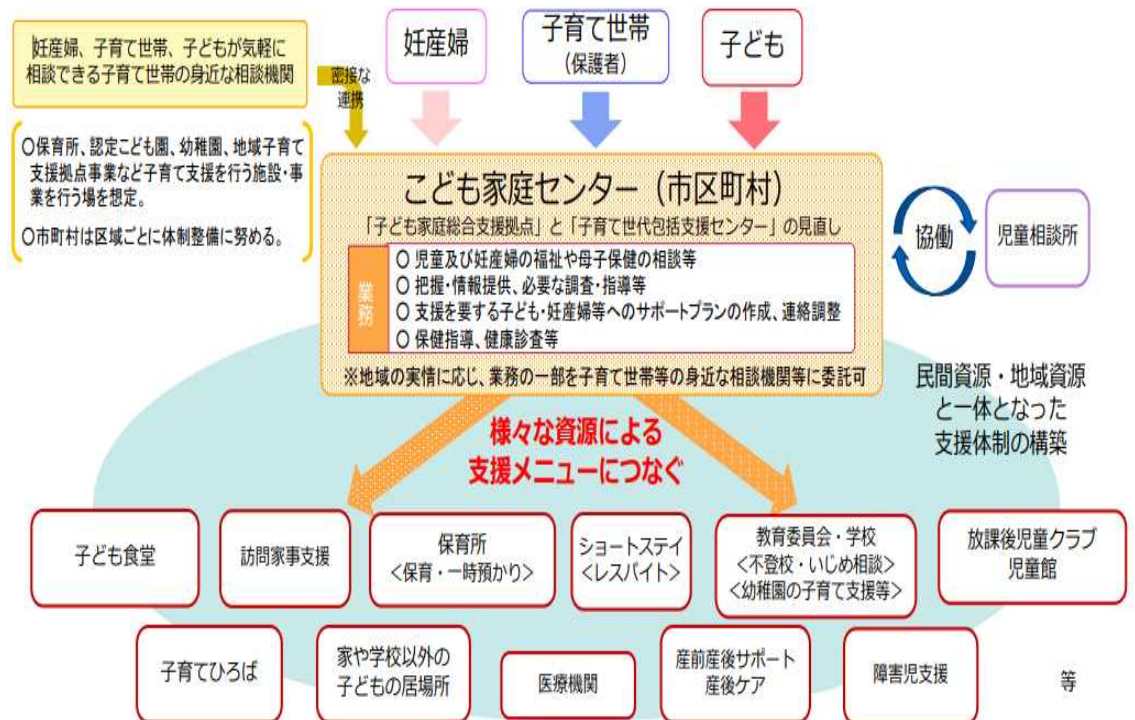 妊産婦、子育て世帯、子どもが気軽に
相談できる子育て世帯の身近な相談機関
〇保育所、認定こども園、幼稚園、地域子育て
支援拠点事業など子育て支援を行う施設・事
業を行う場を想定。
〇市町村は区域ごとに体制整備に努める。
密接な
連携
妊産婦
子育て世帯
(保護者)
子ども
こども家庭センター（市区町村）
「子ども家庭総合支援拠点」と「子育て世代包括支援センター」の見直し
業務
〇 児童及び妊産婦の福祉や母子保健の相談等
〇 把握・情報提供、必要な調査・指導等
〇 支援を要する子ども・妊産婦等へのサポートプランの作成、連絡調整
〇 保健指導、健康診査等
※地域の実情に応じ、業務の一部を子育て世帯等の身近な相談機関等に委託可
協働
児童相談所
民間資源・地域資源
と一体となった
支援体制の構築
様々な資源による
支援メニューにつなぐ
子ども食堂
訪問家事支援
保育所
<保育・一時預かり>
ショートステイ
<レスパイト>
教育委員会・学校
<不登校・いじめ相談>
<幼稚園の子育て支援等>
放課後児童クラブ
児童館
子育てひろば
家や学校以外の
子どもの居場所
医療機関
産前産後サポート
産後ケア
障害児支援
等